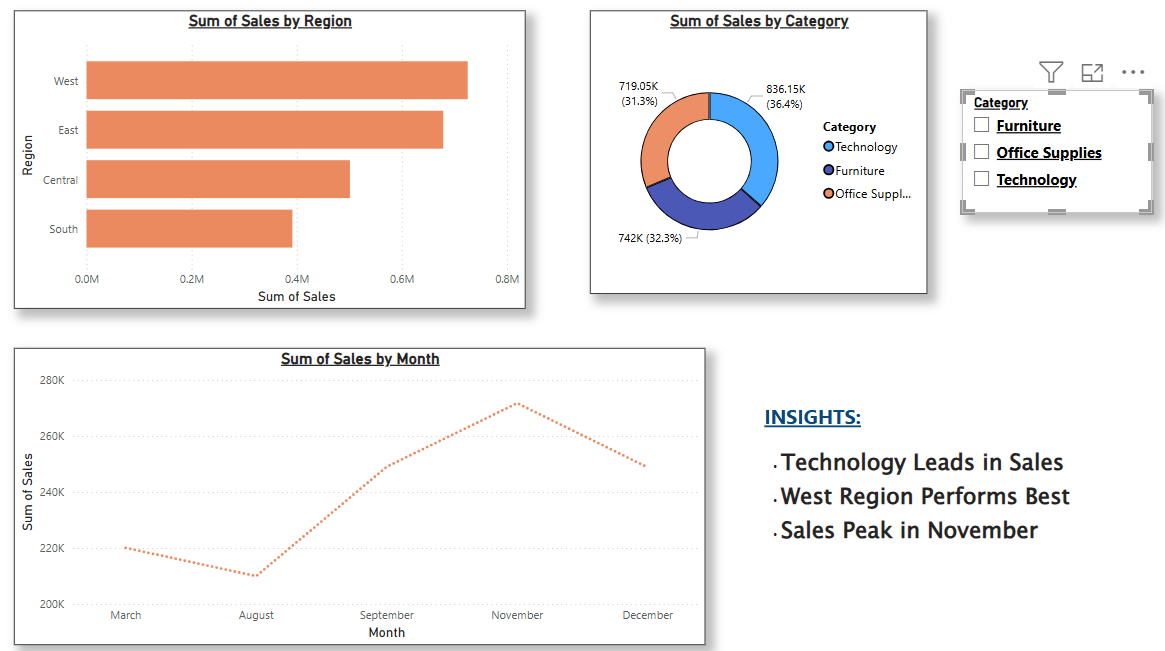 Sum of Sales by Region
Region
West
East
Central
South
0.0M 0.2M 0.4M 0.6M 0.8M
Sum of Sales
Sum of Sales by Category
719.05K
(31.3%)
836.15K
(36.4%)
742K (32.3%)
Category
Technology
Furniture
Office Suppl...
Category
Furniture
Office Supplies
Technology
Sum of Sales by Month
Sum of Sales
280K
260K
240K
220K
200K
March August September November December
Month
INSIGHTS:
. Technology Leads in Sales
. West Region Performs Best
. Sales Peak in November